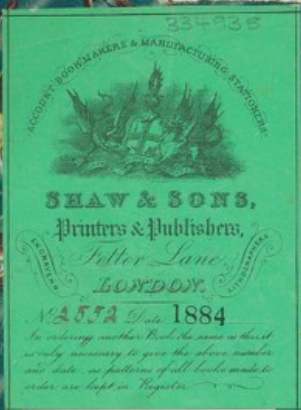 334935
ACCOUNT BOOK MAKERS & MANUFACTURING STATIONERS.
SHAW & SONS,
Printers & Publishers,
ENGRAVERS
Fetter Lane
LITHOGRAPHERS
LONDON.
No. 2552 Date 1884
In ordering another Book the same as this it
is only necessary to give the above number
and date, as patterns of all books made to
order are kept in Register.